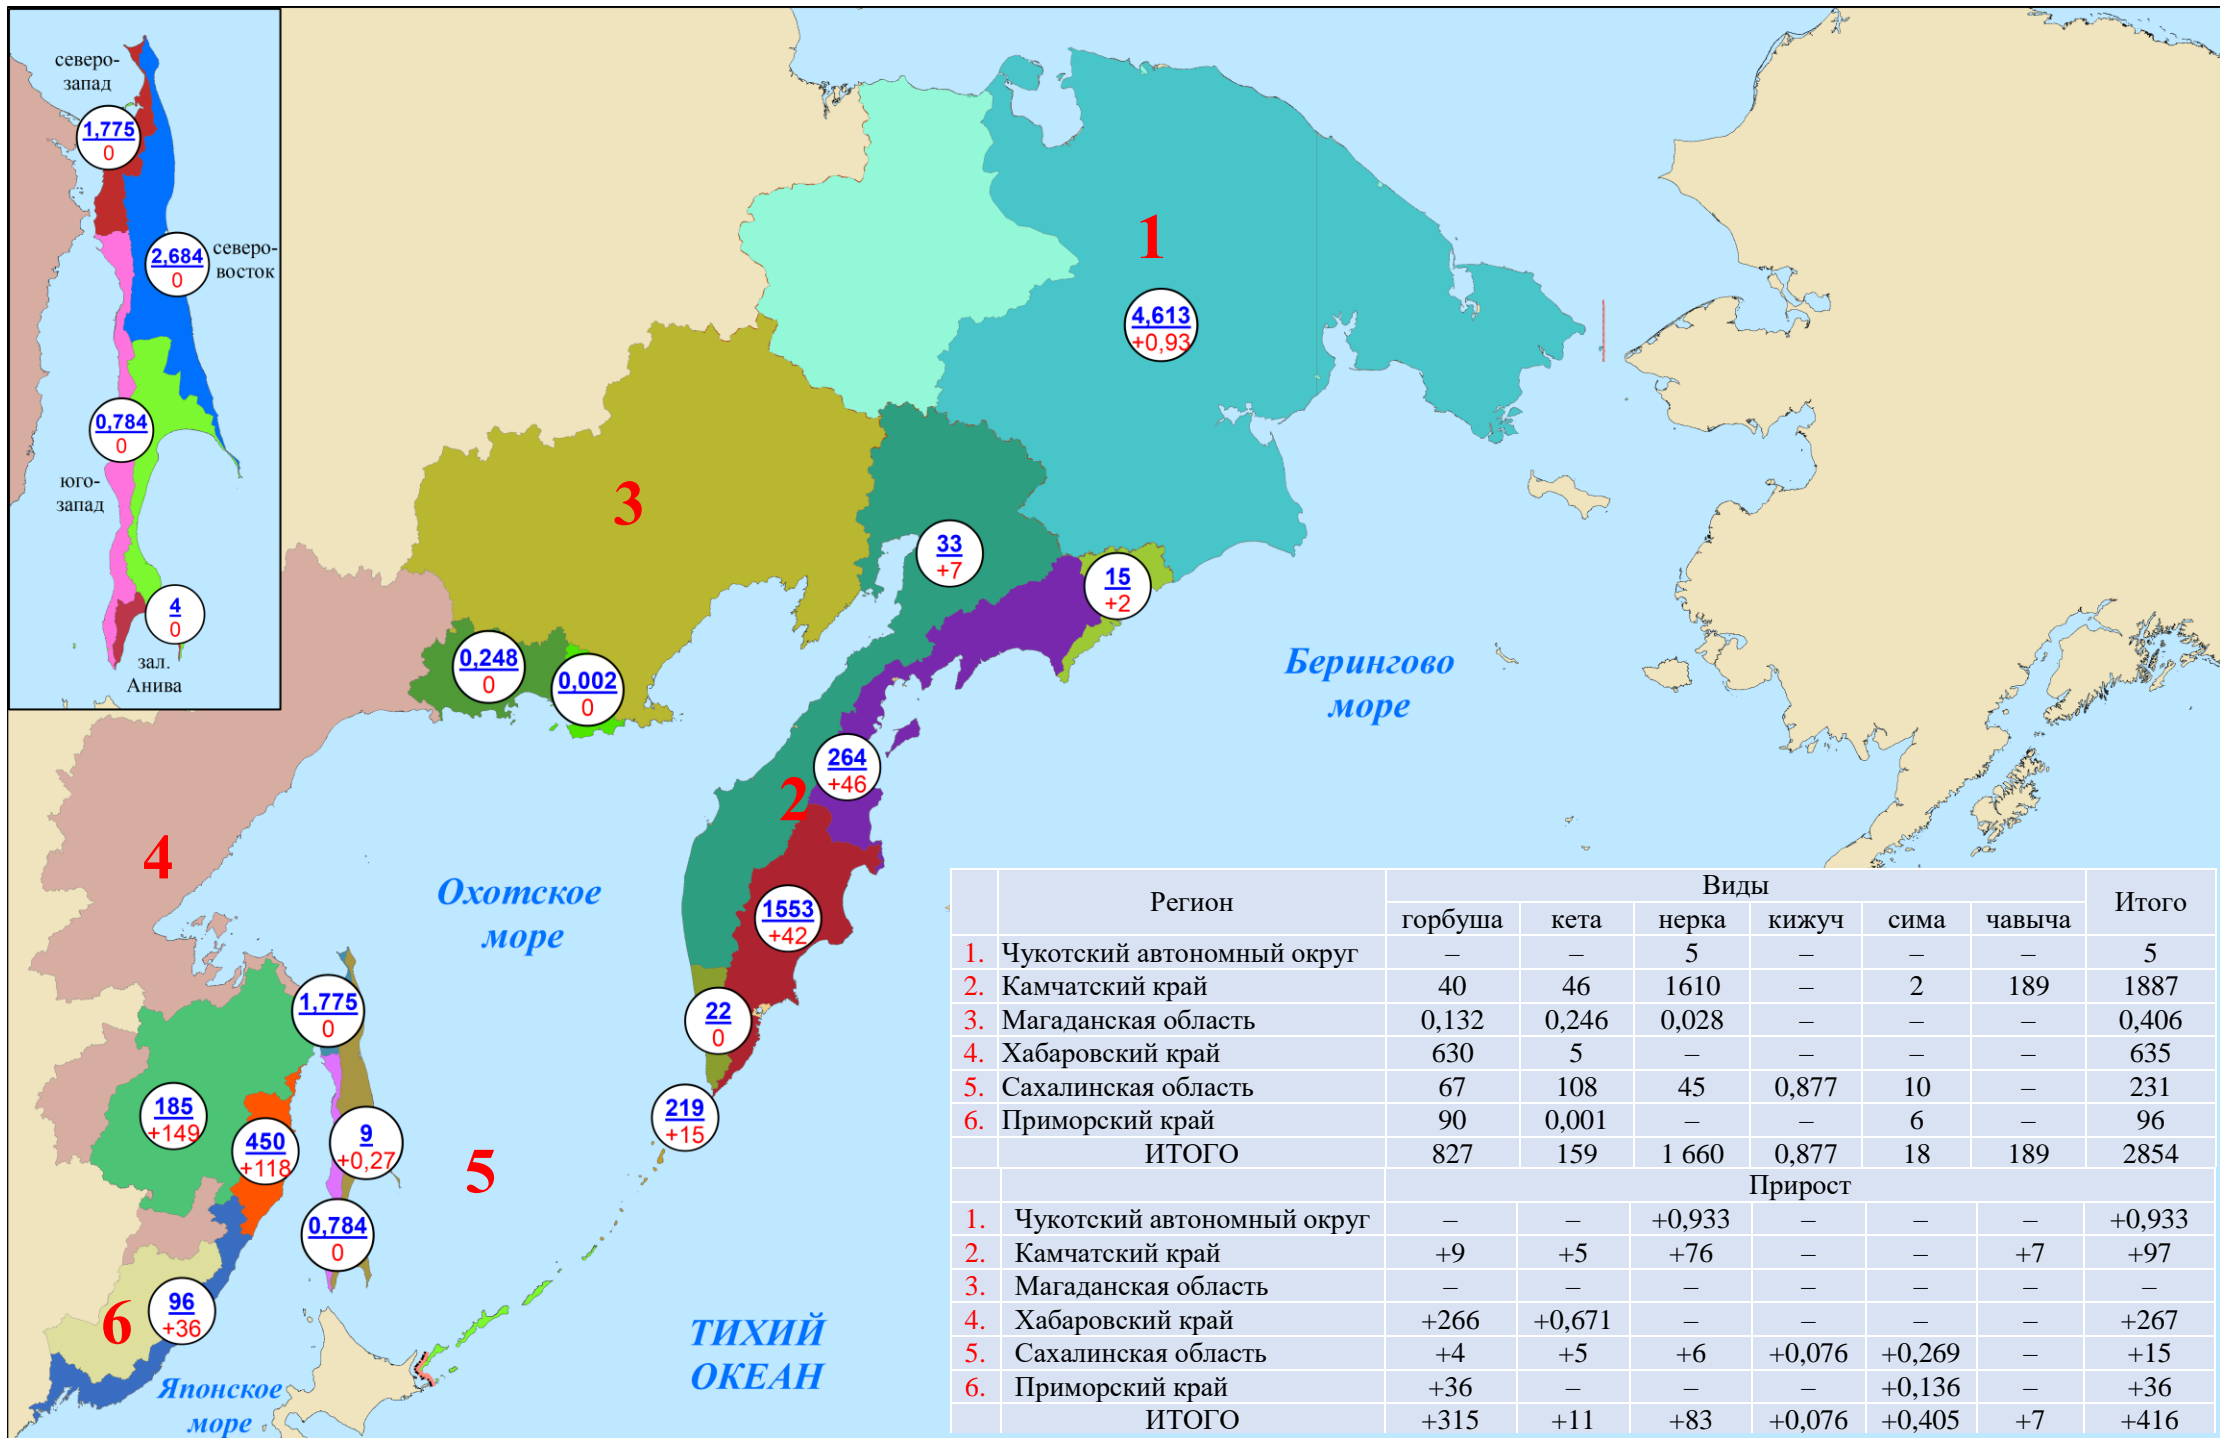 северо-
запад
1,775
0
2,684
0
северо-
восток
0,784
0
юго-
запад
4
0
зал.
Анива
1
4,613
+0,93
3
33
+7
15
+2
0,248
0
0,002
0
Берингово
море
264
+46
2
4
Охотское
море
1553
+42
22
0
1,775
0
185
+149
450
+118
9
+0,27
219
+15
5
0,784
0
96
+36
6
ТИХИЙ
ОКЕАН
Японское
море
Регион Виды Итого
горбуша кета нерка кижуч сима чавыча
1. Чукотский автономный округ – – 5 – – – 5
2. Камчатский край 40 46 1610 – 2 189 1887
3. Магаданская область 0,132 0,246 0,028 – – – 0,406
4. Хабаровский край 630 5 – – – – 635
5. Сахалинская область 67 108 45 0,877 10 – 231
6. Приморский край 90 0,001 – – 6 – 96
ИТОГО 827 159 1 660 0,877 18 189 2854
Прирост
1. Чукотский автономный округ – – +0,933 – – – +0,933
2. Камчатский край +9 +5 +76 – – +7 +97
3. Магаданская область – – – – – – –
4. Хабаровский край +266 +0,671 – – – – +267
5. Сахалинская область +4 +5 +6 +0,076 +0,269 – +15
6. Приморский край +36 – – – +0,136 – +36
ИТОГО +315 +11 +83 +0,076 +0,405 +7 +416